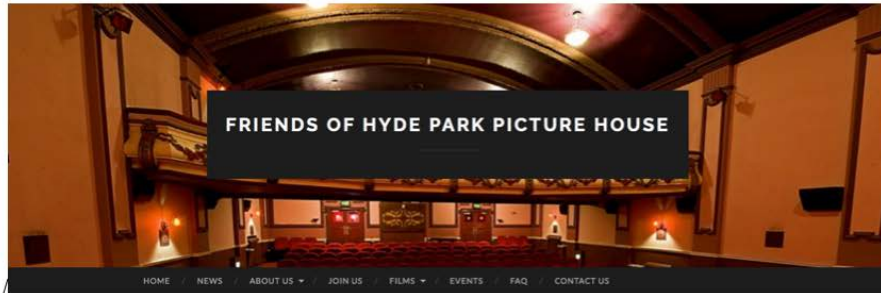 FRIENDS OF HYDE PARK PICTURE HOUSE
HOME / NEWS / ABOUT US / JOIN US / FILMS / EVENTS / FAQ / CONTACT US